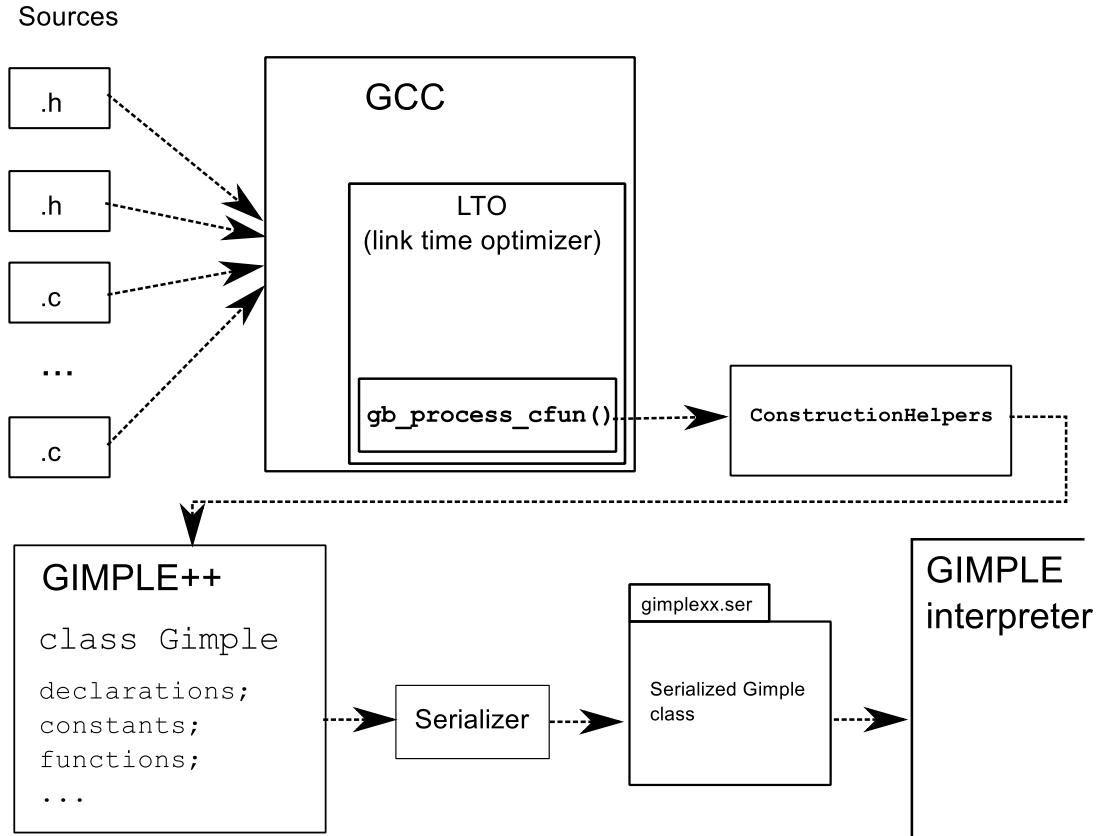 Sources
.h
.h
.c
...
.c
GCC
LTO
(link time optimizer)
gb_process_cfun()
ConstructionHelpers
GIMPLE++
class Gimple
declarations;
constants;
functions;
...
Serializer
gimplexx.ser
Serialized Gimple
class
GIMPLE
interpreter